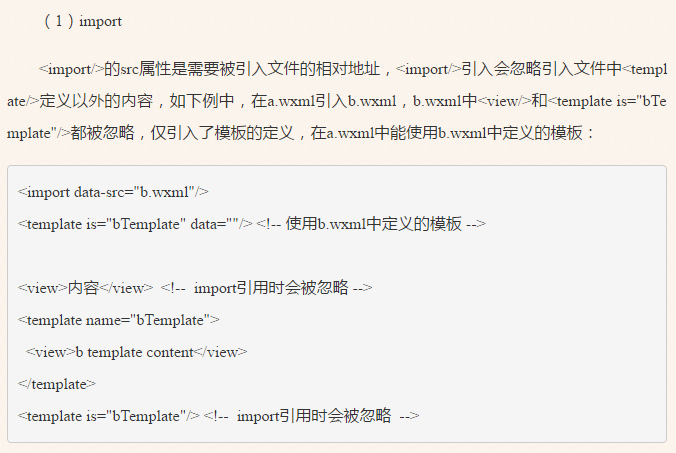 （1）import
<import/>的src属性是需要被引入文件的相对地址，<import/>引入会忽略引入文件中<templ
ate/>定义以外的内容，如下例中，在a.wxml引入b.wxml，b.wxml中<view/>和<template is="bTe
mplate"/>都被忽略，仅引入了模板的定义，在a.wxml中能使用b.wxml中定义的模板：
<import data-src="b.wxml"/>
<template is="bTemplate" data=""/> <!-- 使用b.wxml中定义的模板 -->
<view>内容</view>  <!--  import引用时会被忽略 -->
<template name="bTemplate">
  <view>b template content</view>
</template>
<template is="bTemplate"/> <!--  import引用时会被忽略  -->